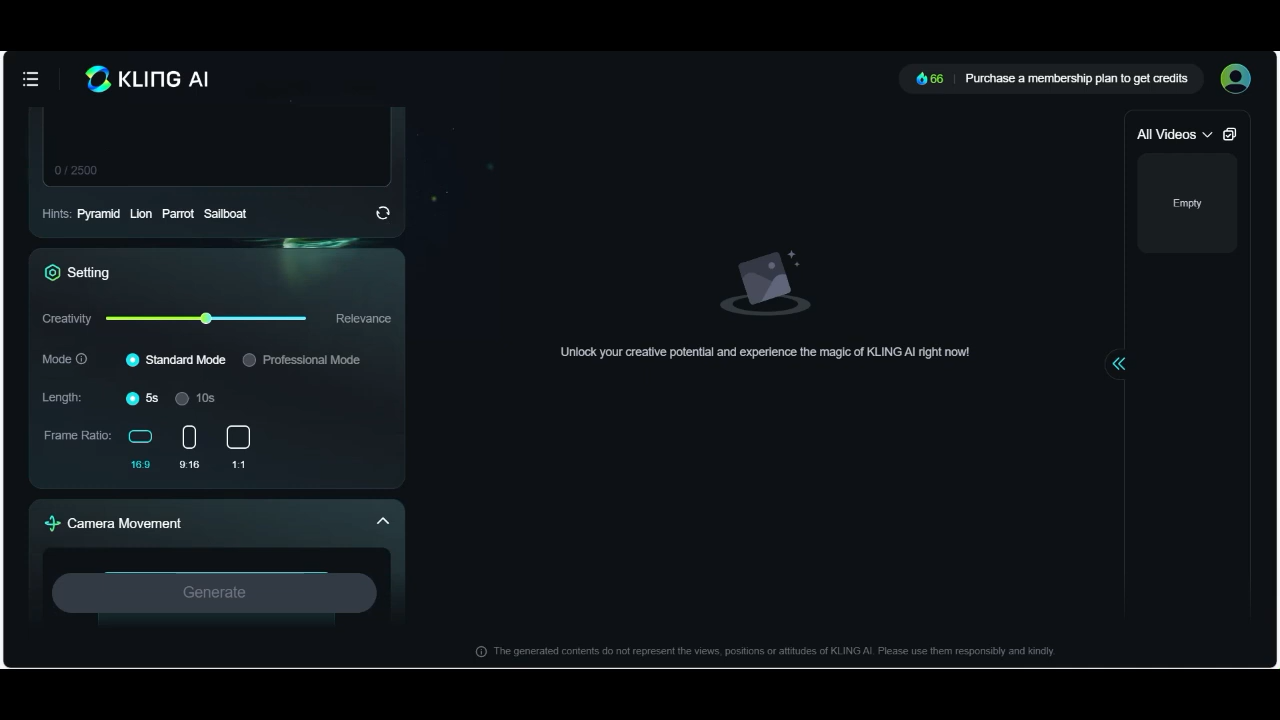 KLING AI
66 Purchase a membership plan to get credits
0 / 2500
Hints: Pyramid Lion Parrot Sailboat
Setting
Creativity Relevance
Mode Standard Mode Professional Mode
Length: 5s 10s
Frame Ratio:
16:9 9:16 1:1
Camera Movement
Generate
Unlock your creative potential and experience the magic of KLING AI right now!
All Videos
Empty
The generated contents do not represent the views, positions or attitudes of KLING AI. Please use them responsibly and kindly.